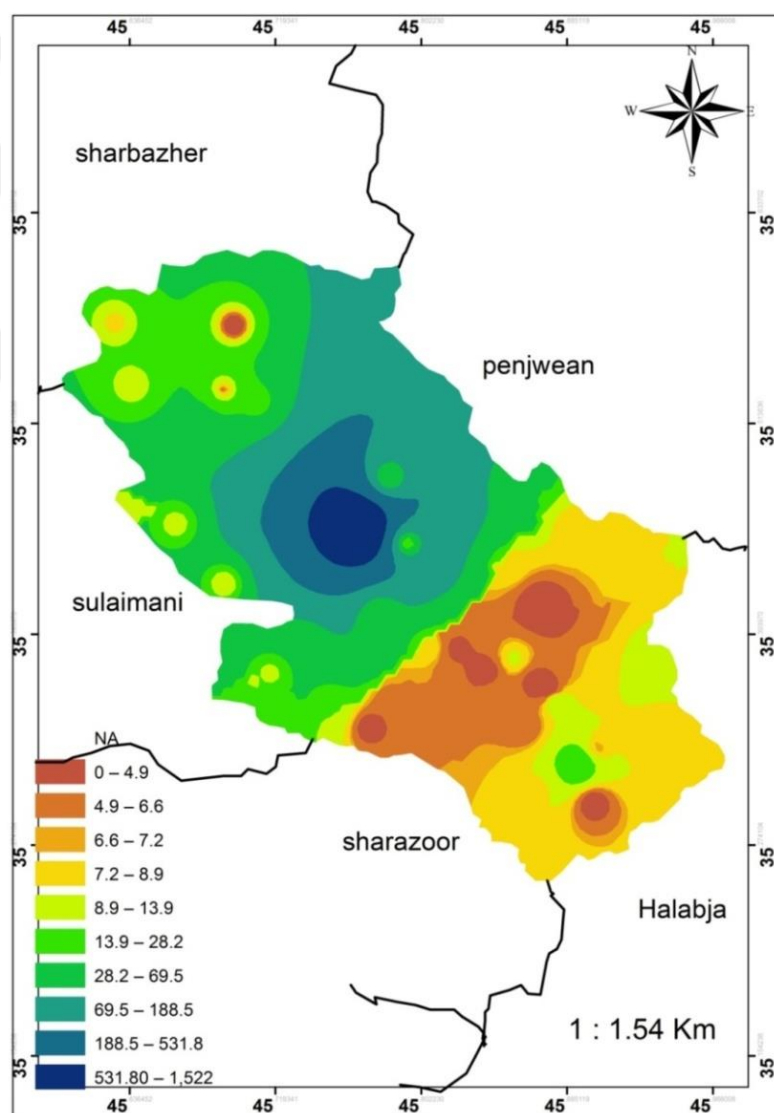 45 45 45 45 45
N
W E
S
sharbazher
35 35
penjwean
35 35
sulaimani
35 35
NA
0 – 4.9
4.9 – 6.6
6.6 – 7.2
7.2 – 8.9
8.9 – 13.9
13.9 – 28.2
28.2 – 69.5
69.5 – 188.5
188.5 – 531.8
531.80 – 1,522
sharazoor
35 35
Halabja
1 : 1.54 Km
35 35
45 45 45 45 45